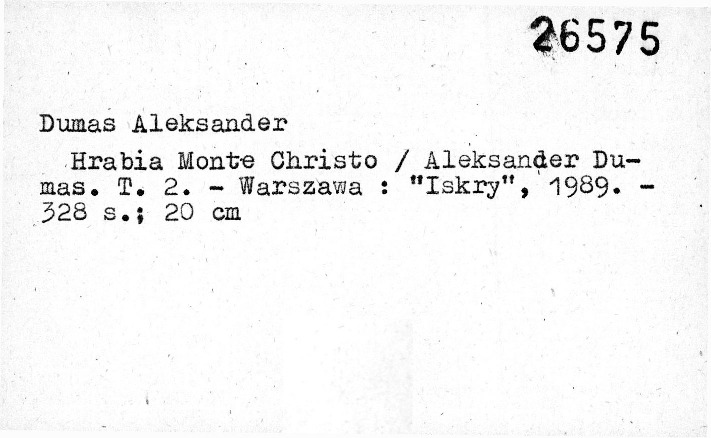 26575
Dumas Aleksander
Hrabia Monte Christo / Aleksander Du-
mas. T. 2. - Warszawa : "Iskry", 1989. -
328 s.; 20 cm